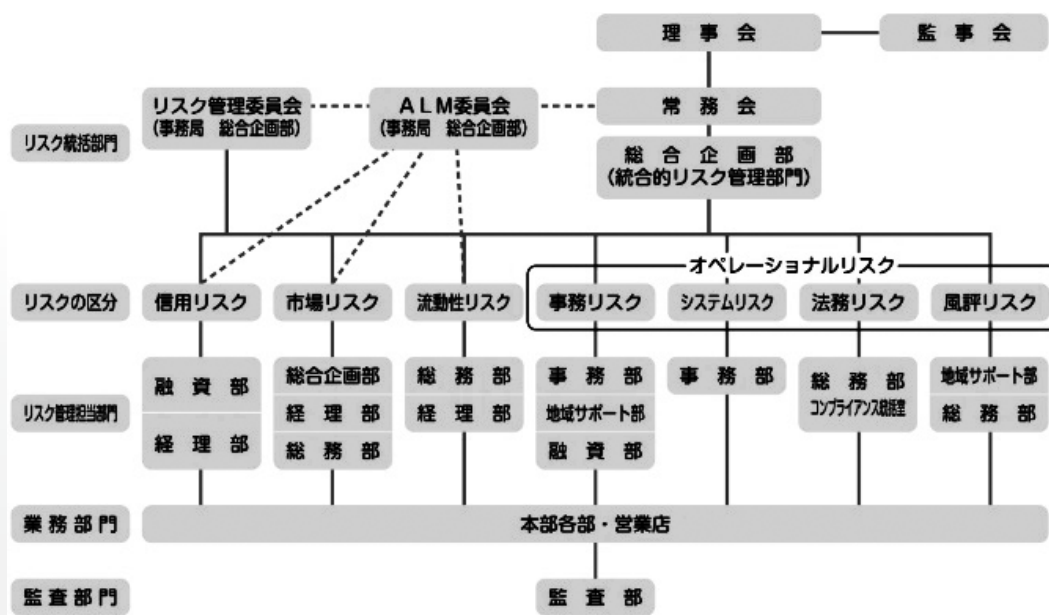 理事会
監事会
リスク管理委員会
(事務局 総合企画部)
ALM委員会
(事務局 総合企画部)
常務会
リスク統括部門
総合企画部
(統合的リスク管理部門)
オペレーショナルリスク
リスクの区分
信用リスク
市場リスク
流動性リスク
事務リスク
システムリスク
法務リスク
風評リスク
リスク管理担当部門
融資部
経理部
総合企画部
経理部
総務部
総務部
経理部
事務部
地域サポート部
融資部
事務部
総務部
コンプライアンス統括室
地域サポート部
総務部
業務部門
本部各部・営業店
監査部門
監査部